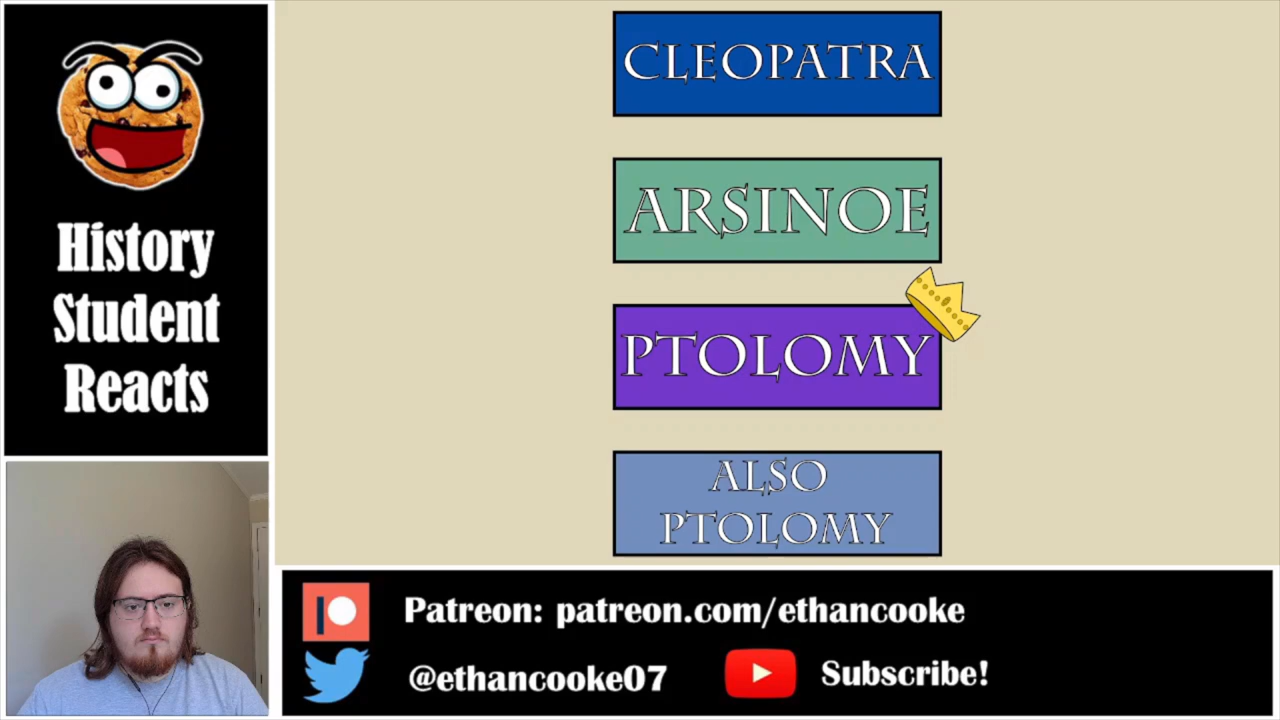 History
Student
Reacts
CLEOPATRA
ARSINOE
PTOLOMY
ALSO
PTOLOMY
Patreon: patreon.com/ethancooke
@ethancooke07
Subscribe!